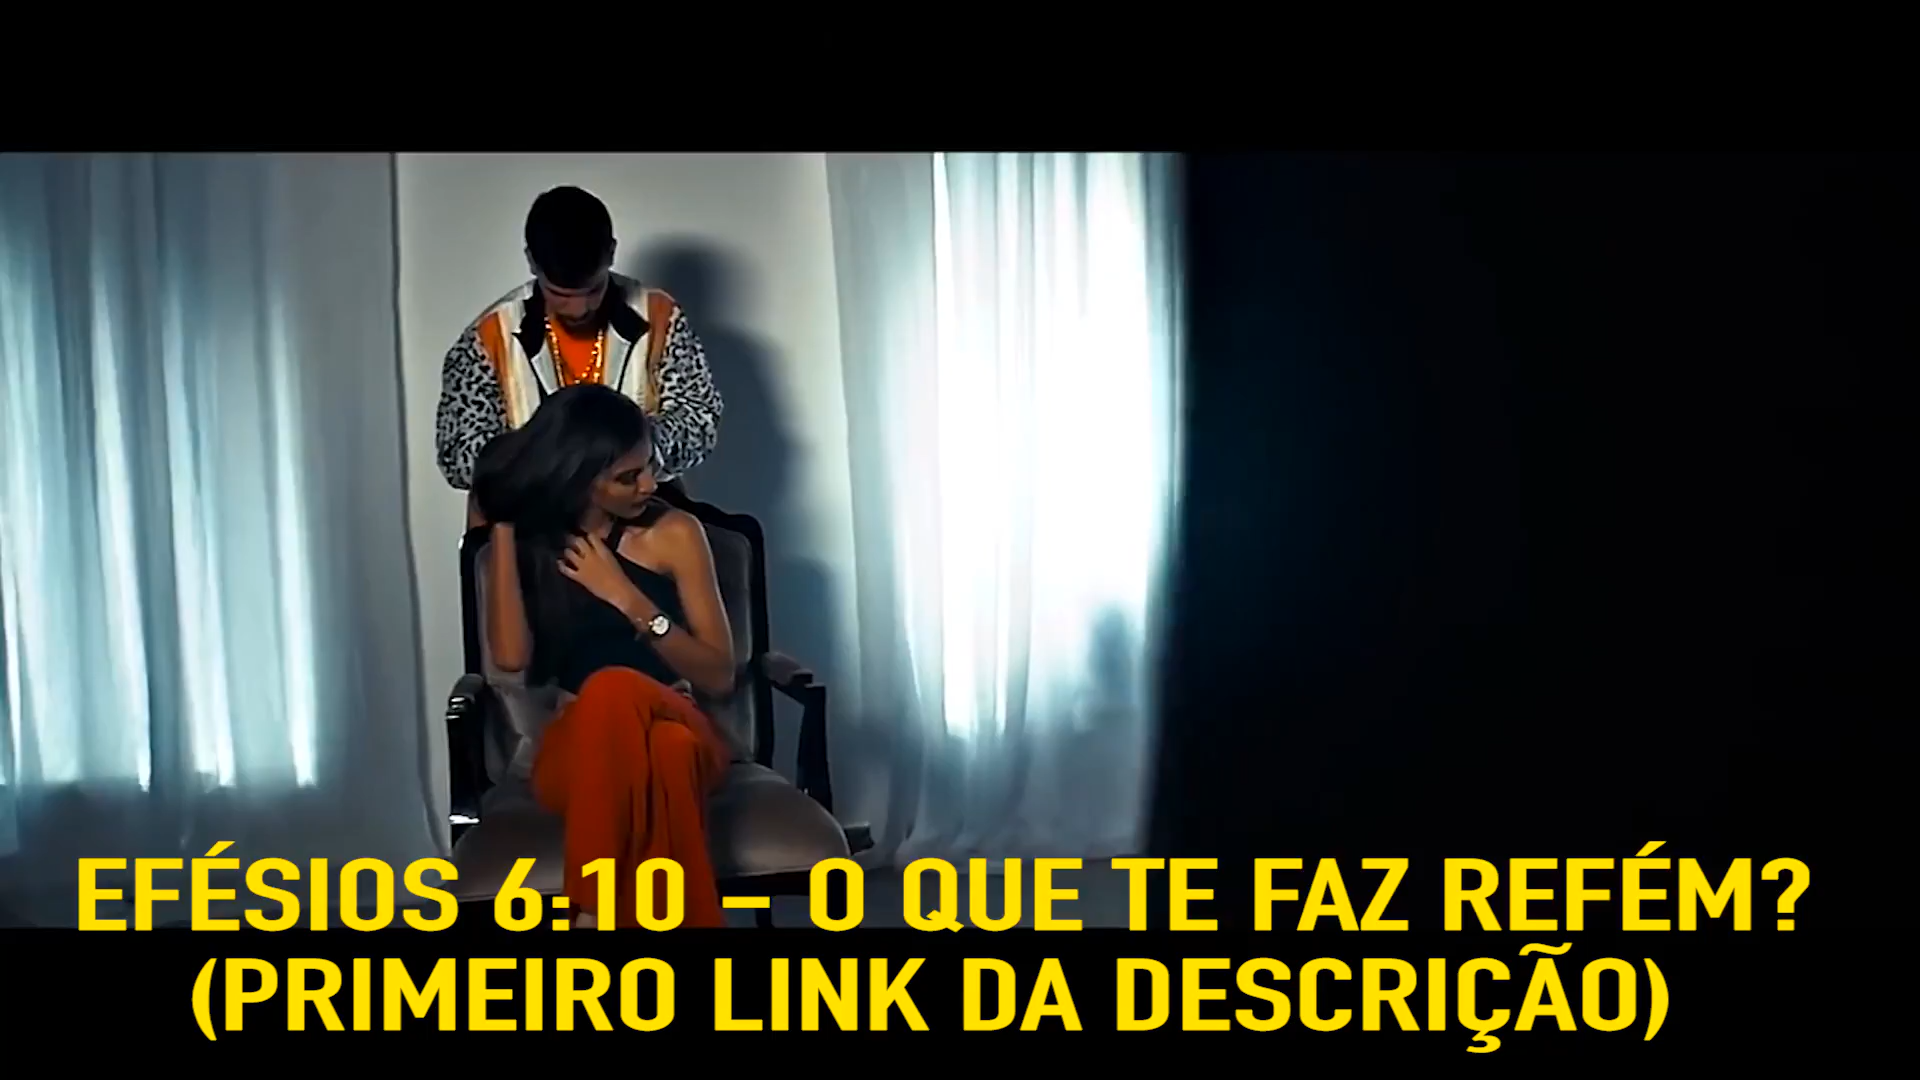 EFÉSIOS 6:10 – O QUE TE FAZ REFÉM?
(PRIMEIRO LINK DA DESCRIÇÃO)